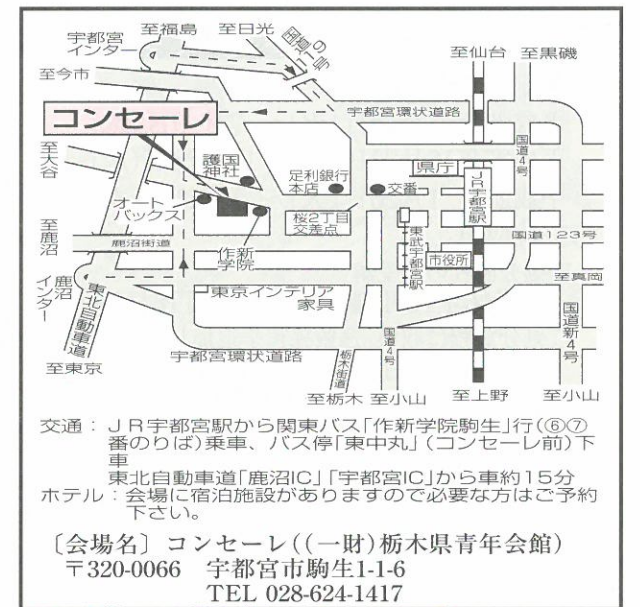 至福島
至日光
宇都宮
インター
国道119号
至仙台
至黒磯
至今市
宇都宮環状道路
コンセーレ
国道4号
至大谷
護国
神社
足利銀行
本店
交番
県庁
JR宇都宮駅
オート
バックス
桜2丁目
交差点
至鹿沼
鹿沼街道
作新
学院
東武宇都宮駅
市役所
国道123号
鹿沼
インター
東京インテリア
家具
至真岡
東北自動車道
国道新4号
国道4号
宇都宮環状道路
栃木街道
至東京
至栃木
至小山
至上野
至小山
交通：ＪＲ宇都宮駅から関東バス「作新学院駒生」行(⑥⑦
番のりば)乗車、バス停「東中丸」(コンセーレ前)下
車
東北自動車道「鹿沼IC」「宇都宮IC」から車約15分
ホテル：会場に宿泊施設がありますので必要な方はご予約
下さい。
〔会場名〕コンセーレ((一財)栃木県青年会館)
〒320-0066　宇都宮市駒生1-1-6
TEL 028-624-1417